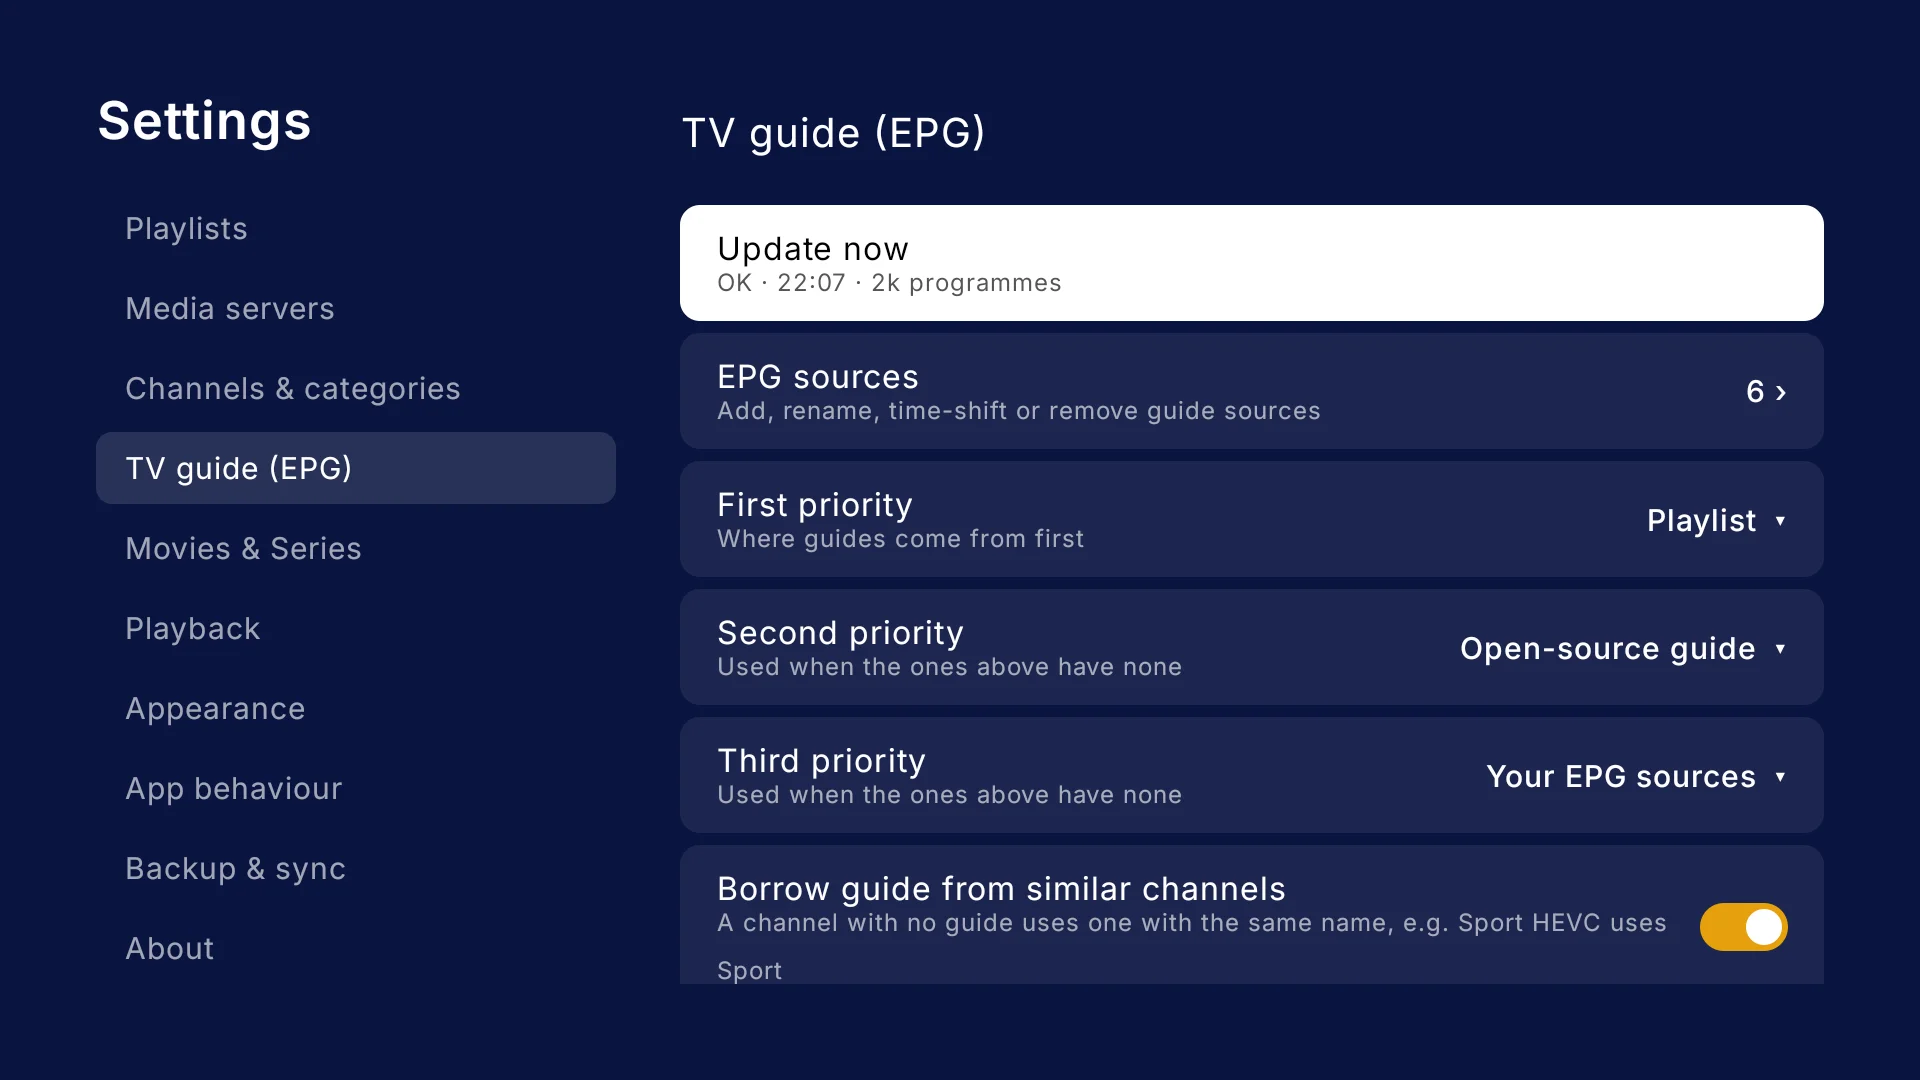 Settings
Playlists
Media servers
Channels & categories
TV guide (EPG)
Movies & Series
Playback
Appearance
App behaviour
Backup & sync
About
TV guide (EPG)
Update now
OK · 22:07 · 2k programmes
EPG sources
Add, rename, time-shift or remove guide sources
6 ›
First priority
Where guides come from first
Playlist ▾
Second priority
Used when the ones above have none
Open-source guide ▾
Third priority
Used when the ones above have none
Your EPG sources ▾
Borrow guide from similar channels
A channel with no guide uses one with the same name, e.g. Sport HEVC uses
Sport